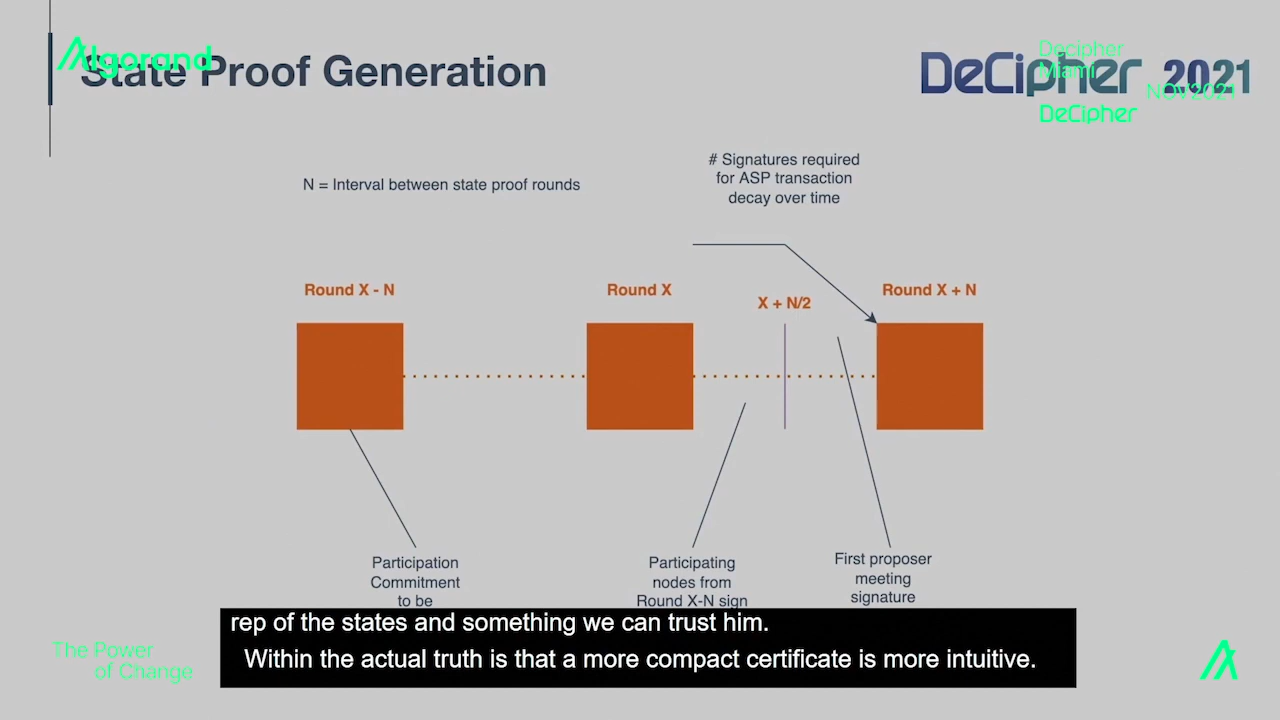 Algorand
State Proof Generation
DeCipher 2021
Decipher
Miami
NOV2021
DeCipher
# Signatures required
for ASP transaction
decay over time
N = Interval between state proof rounds
Round X - N
Round X
X + N/2
Round X + N
Participation
Commitment
to be
Participating
nodes from
Round X-N sign
First proposer
meeting
signature
rep of the states and something we can trust him.
Within the actual truth is that a more compact certificate is more intuitive.
The Power
of Change